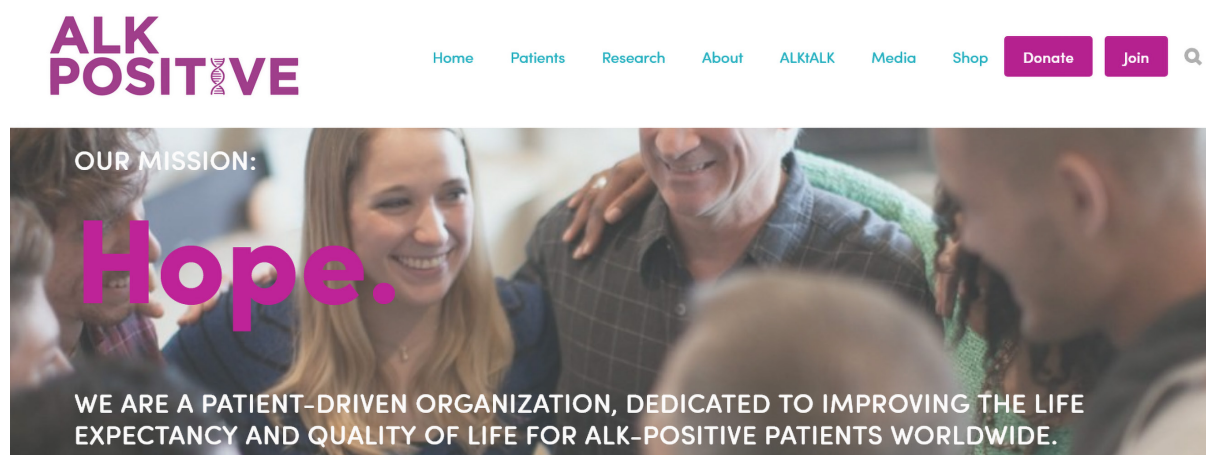 ALK
POSITIVE
Home Patients Research About ALKtALK Media Shop Donate Join
OUR MISSION:
Hope.
WE ARE A PATIENT-DRIVEN ORGANIZATION, DEDICATED TO IMPROVING THE LIFE
EXPECTANCY AND QUALITY OF LIFE FOR ALK-POSITIVE PATIENTS WORLDWIDE.